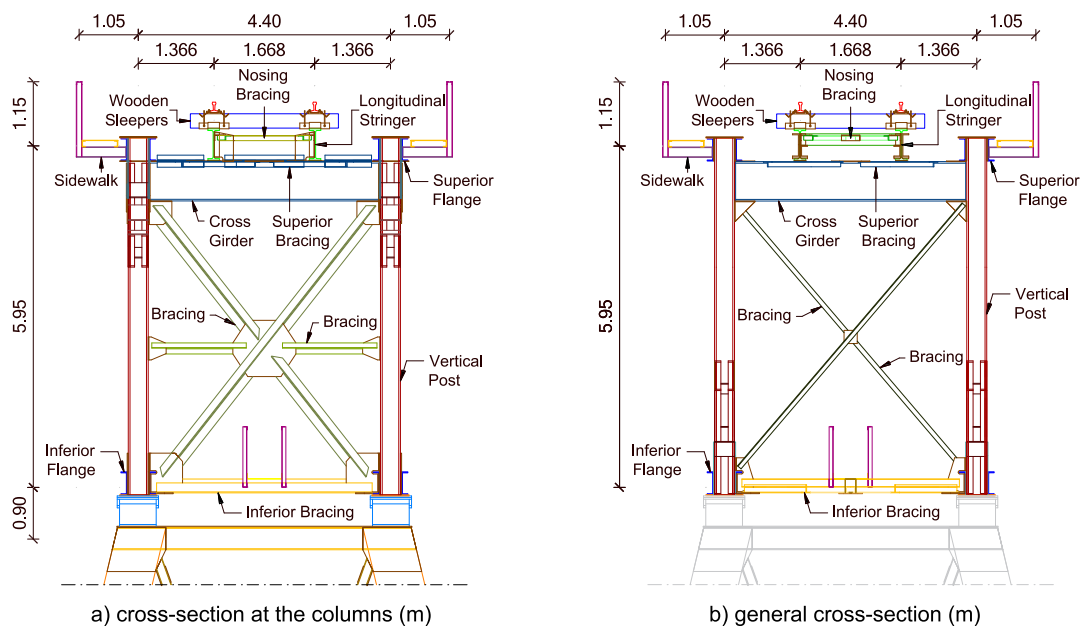 1.05
4.40
1.05
1.366
1.668
1.366
Nosing
Bracing
Wooden
Sleepers
Longitudinal
Stringer
1.15
Sidewalk
Superior
Flange
Cross
Girder
Superior
Bracing
5.95
Bracing
Bracing
Vertical
Post
Inferior
Flange
Inferior Bracing
0.90
a) cross-section at the columns (m)
1.05
4.40
1.05
1.366
1.668
1.366
Nosing
Bracing
Wooden
Sleepers
Longitudinal
Stringer
1.15
Sidewalk
Superior
Flange
Cross
Girder
Superior
Bracing
5.95
Bracing
Vertical
Post
Bracing
Inferior
Flange
Inferior Bracing
b) general cross-section (m)